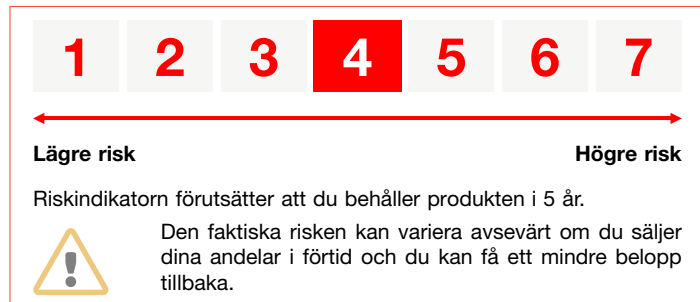 1 2 3 4 5 6 7
Lägre risk Högre risk
Riskindikatorn förutsätter att du behåller produkten i 5 år.
Den faktiska risken kan variera avsevärt om du säljer
dina andelar i förtid och du kan få ett mindre belopp
tillbaka.